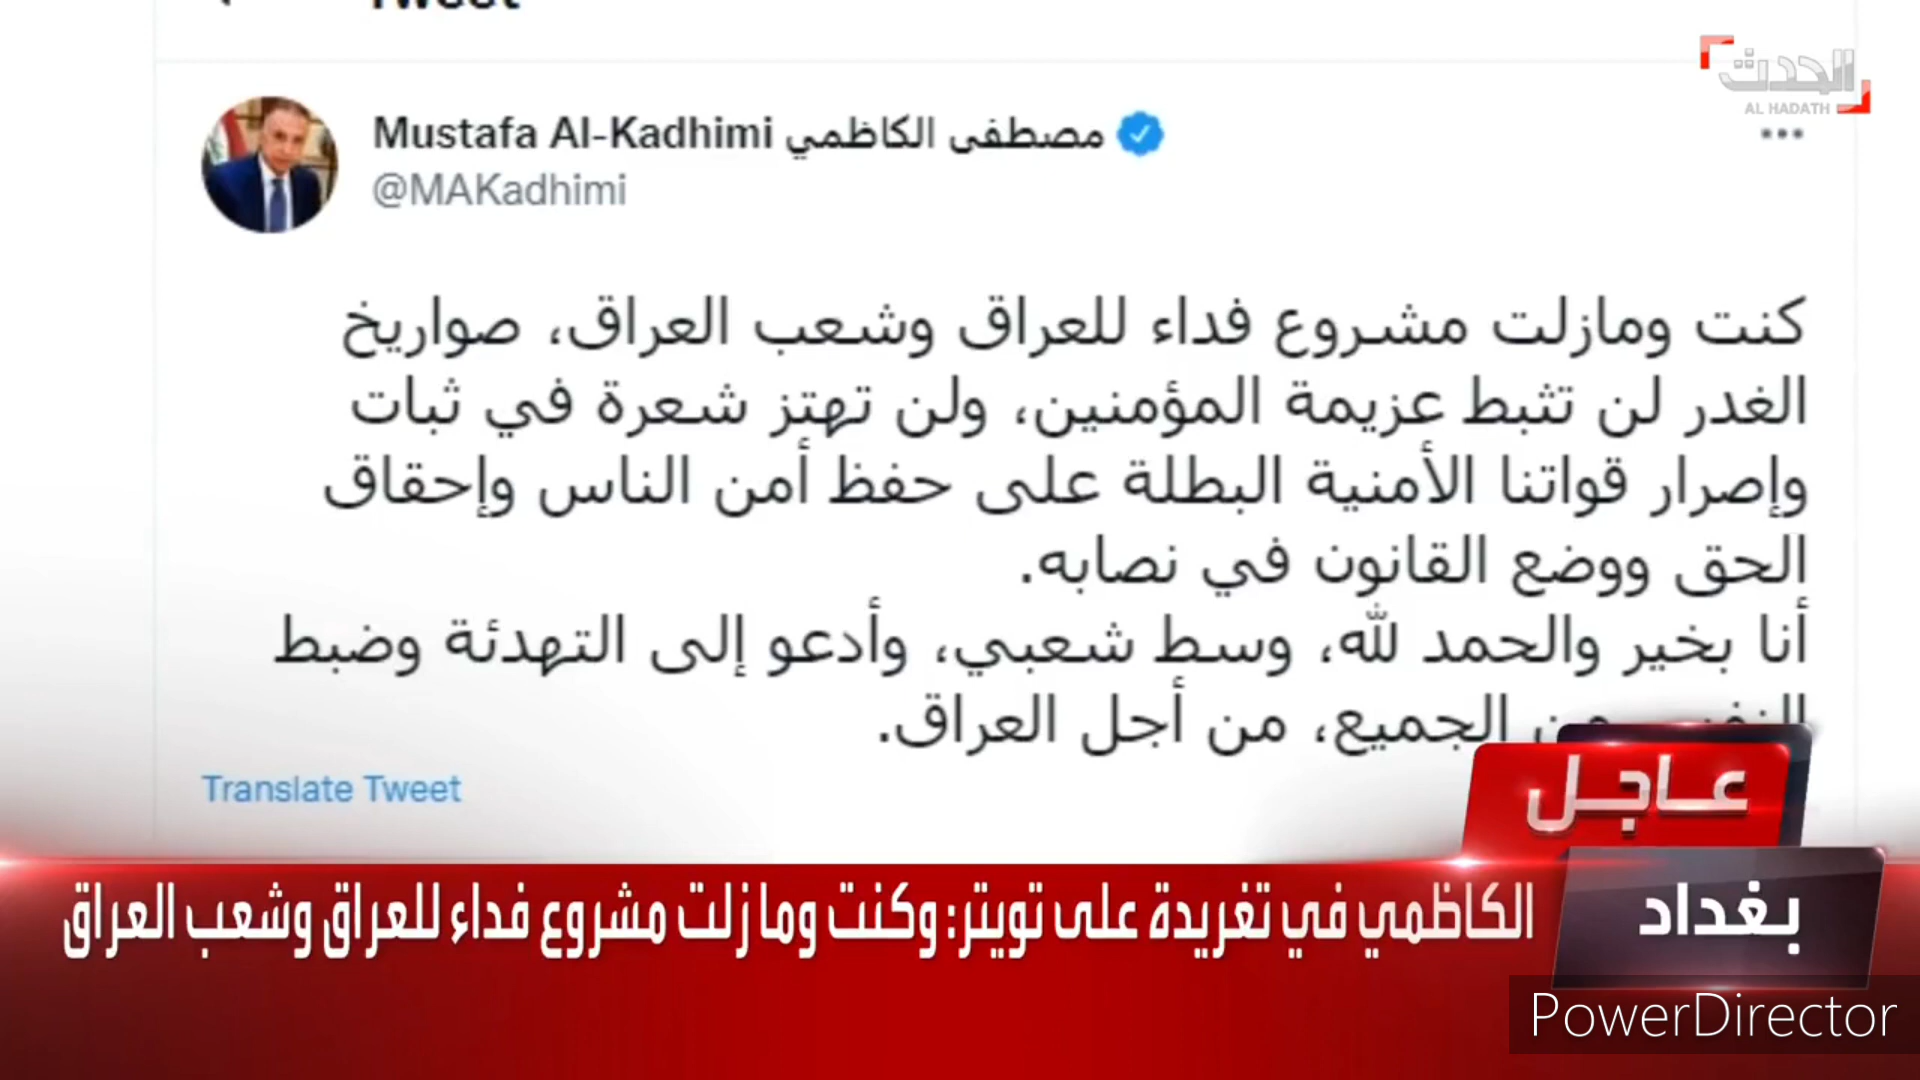 Tweet
الحدث
AL HADATH
Mustafa Al-Kadhimi مصطفى الكاظمي
@MAKadhimi
كنت ومازلت مشروع فداء للعراق وشعب العراق، صواريخ
الغدر لن تثبط عزيمة المؤمنين، ولن تهتز شعرة في ثبات
وإصرار قواتنا الأمنية البطلة على حفظ أمن الناس وإحقاق
الحق ووضع القانون في نصابه.
أنا بخير والحمد لله، وسط شعبي، وأدعو إلى التهدئة وضبط
الجميع، من أجل العراق.
Translate Tweet
عاجل
بغداد
الكاظمي في تغريدة على تويتر: وكنت وما زلت مشروع فداء للعراق وشعب العراق
PowerDirector